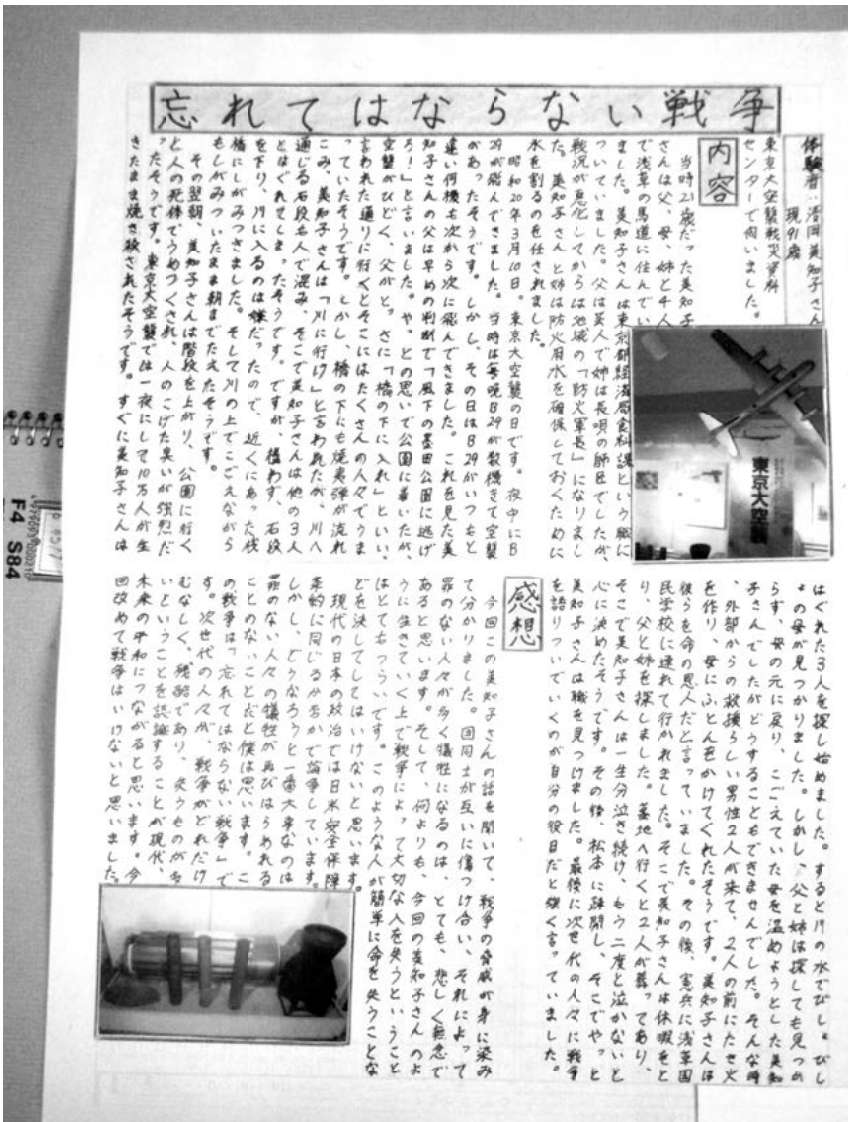 忘れてはならない戦争
体験者:清岡美知子さん
現91歳
東京大空襲戦災資料
センターで伺いました。
内容
当時21歳だった美知子
さんは父、母、姉と4人
で浅草の馬道に住んでい
ました。美知子さんは東京都経済局食料課という職に
ついていました。父は芸人で姉は長唄の師匠でしたが、
戦況が悪化してからは地域の「防火軍長」になりまし
た。美知子さんと姉は防火用水を確保しておくために
氷を割るのを任されました。
昭和20年3月10日。東京大空襲の日です。夜中にB
29が飛んできました。当時は毎晩B29が数機きて空襲
があったそうです。しかし、その日はB29がいつもと
違い何機も次から次に飛んできました。これを見た美
知子さんの父は早めの判断で「風下の墨田公園に逃げ
ろ!」と言いました。やっとの思いで公園に着いたが、
空襲がひどく、父がとっさに「橋の下に入れ」といい、
言われた通りに行くとそこにはたくさんの人々でうま
っていたそうです。しかし、橋の下にも焼夷弾が流れ
こみ、美知子さんは「川に行け」と言われたが、川へ
通じる石段も人で混み、そこで美知子さんは他の3人
とはぐれてしまったそうです。ですが、構わず、石段
を下り、川に入るのは嫌だったので、近くにあった桟
橋にしがみつきました。そして川の上でこごえながら
もしがみついたまま朝までたえたそうです。
その翌朝、美知子さんは階段を上がり、公園に行く
と人の死体でうめつくされ、人のこげた臭いが強烈だ
ったそうです。東京大空襲では一夜にして10万人が生
きたまま焼き殺されたそうです。すぐに美知子さんは
東京大空襲
はぐれた3人を探し始めました。すると川の水でびしょびし
ょの母が見つかりました。しかし、父と姉は探しても見つか
らず、母の元に戻り、こごえていた母を温めようとした美知
子さんでしたがどうすることもできませんでした。そんな時
、外部からの救援らしい男性2人が来て、2人の前にたき火
を作り、母にふとんをかけてくれたそうです。美知子さんは
彼らを命の恩人だと言っていました。その後、憲兵に浅草国
民学校に連れて行かれました。そこで美知子さんは休暇をと
り、父と姉を探しました。墓地へ行くと2人が葬ってあり、
そこで美知子さんは一生分泣き続け、もう二度と泣かないと
心に決めたそうです。その後、松本に疎開し、そこでやっと
美知子さんは職を見つけました。最後に次世代の人々に戦争
を語りついでいくのが自分の役目だと強く言っていました。
感想
今回この美知子さんの話を聞いて、戦争の脅威が身に染み
て分かりました。国同士が互いに傷つけ合い、それによって
罪のない人々が多く犠牲になるのは、とても、悲しく無念で
あると思います。そして、何よりも、今回の美知子さんのよ
うに生きていく上で戦争によって大切な人を失うということ
はとてもつらいです。このような人が簡単に命を失うことな
どを決してしてはいけないと思います。
現代の日本の政治では日米安全保障
条約に同じるか否かで論争しています。
しかし、どうなろうと一番大事なのは
罪のない人々の犠牲が再びはらわれる
ことのないことだと僕は思います。こ
の戦争は「忘れてはならない戦争」で
す。次世代の人々が、戦争がどれだけ
むなしく、残酷であり、失うものが多
いということを認識することが現代、
未来の平和につながると思います。今
回改めて戦争はいけないと思いました。
F4 S84